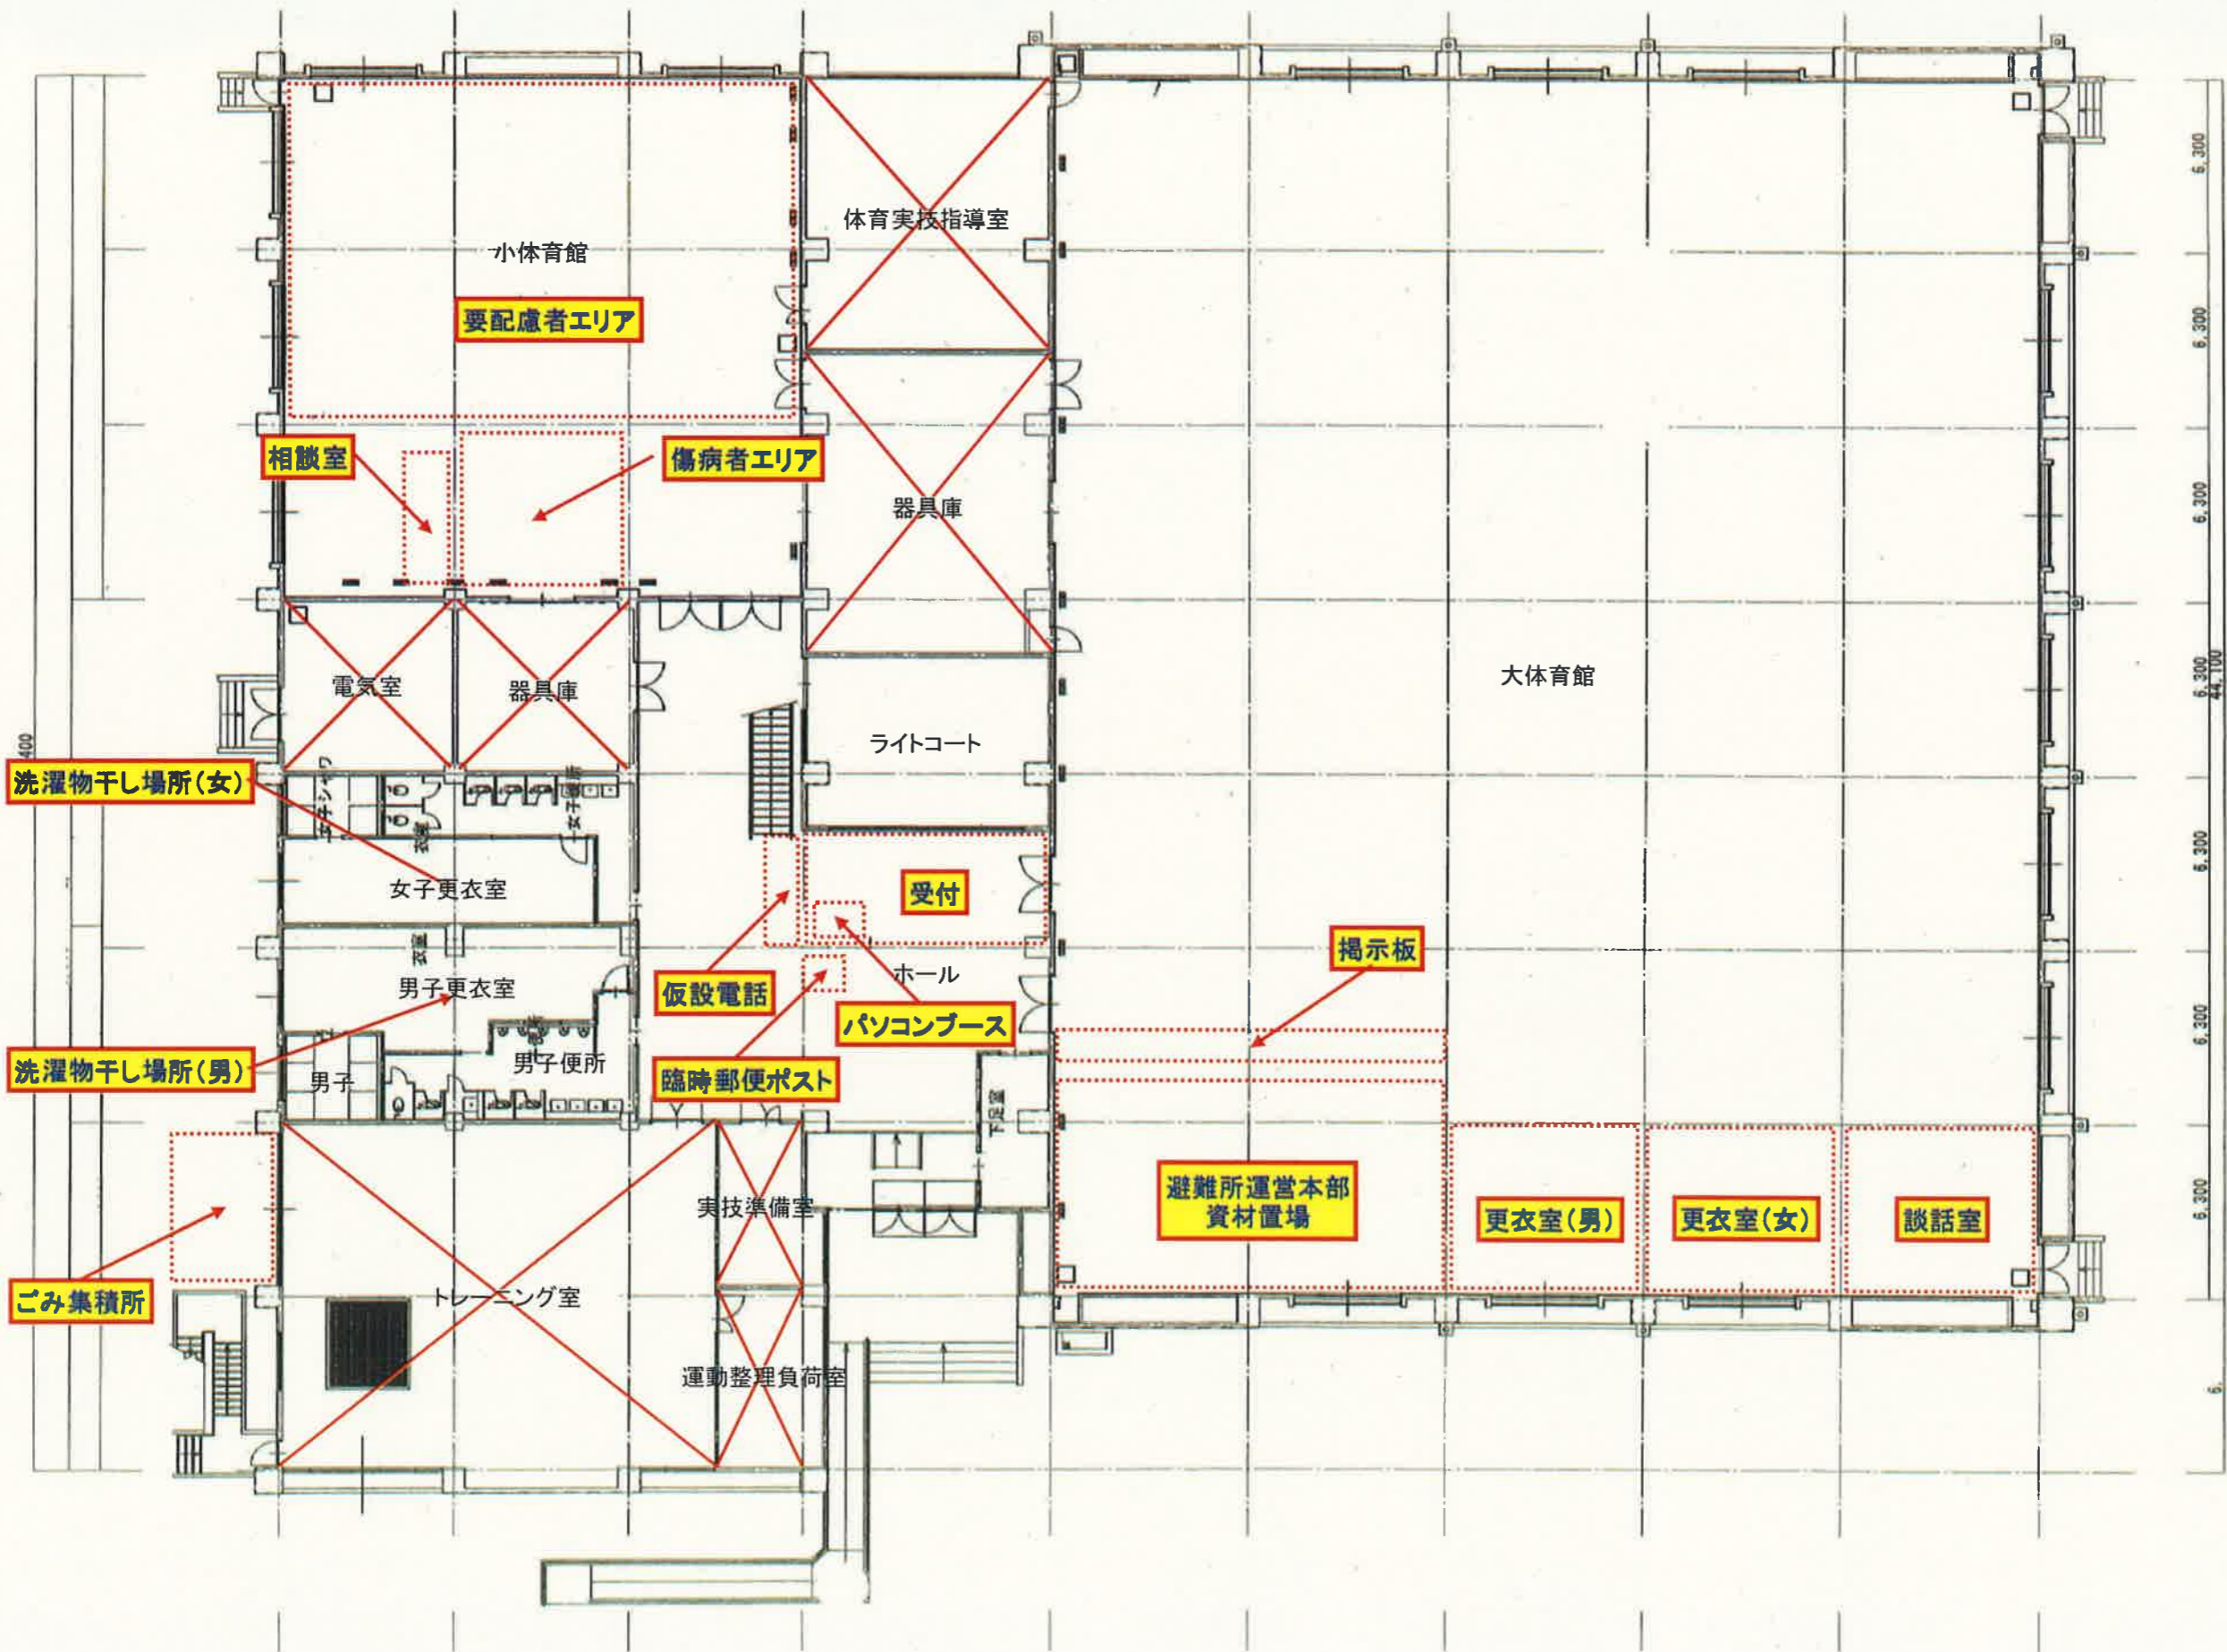 小体育館
要配慮者エリア
体育実技指導室
相談室
傷病者エリア
器具庫
電気室
器具庫
ライトコート
大体育館
洗濯物干し場所(女)
女子更衣室
受付
男子更衣室
仮設電話
ホール
パソコンブース
掲示板
洗濯物干し場所(男)
男子
男子便所
臨時郵便ポスト
下足室
避難所運営本部
資材置場
更衣室(男)
更衣室(女)
談話室
実技準備室
ごみ集積所
トレーニング室
運動整理負荷室
6,300
6,300
6,300
6,300
44,100
6,300
6,300
6,300
400